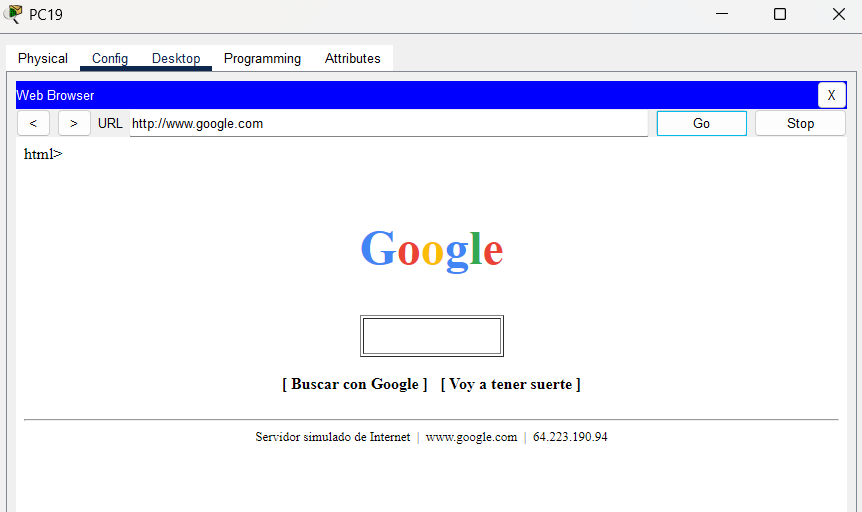 PC19
Physical Config Desktop Programming Attributes
Web Browser X
< > URL http://www.google.com Go Stop
html>
Google
[ Buscar con Google ] [ Voy a tener suerte ]
Servidor simulado de Internet | www.google.com | 64.223.190.94